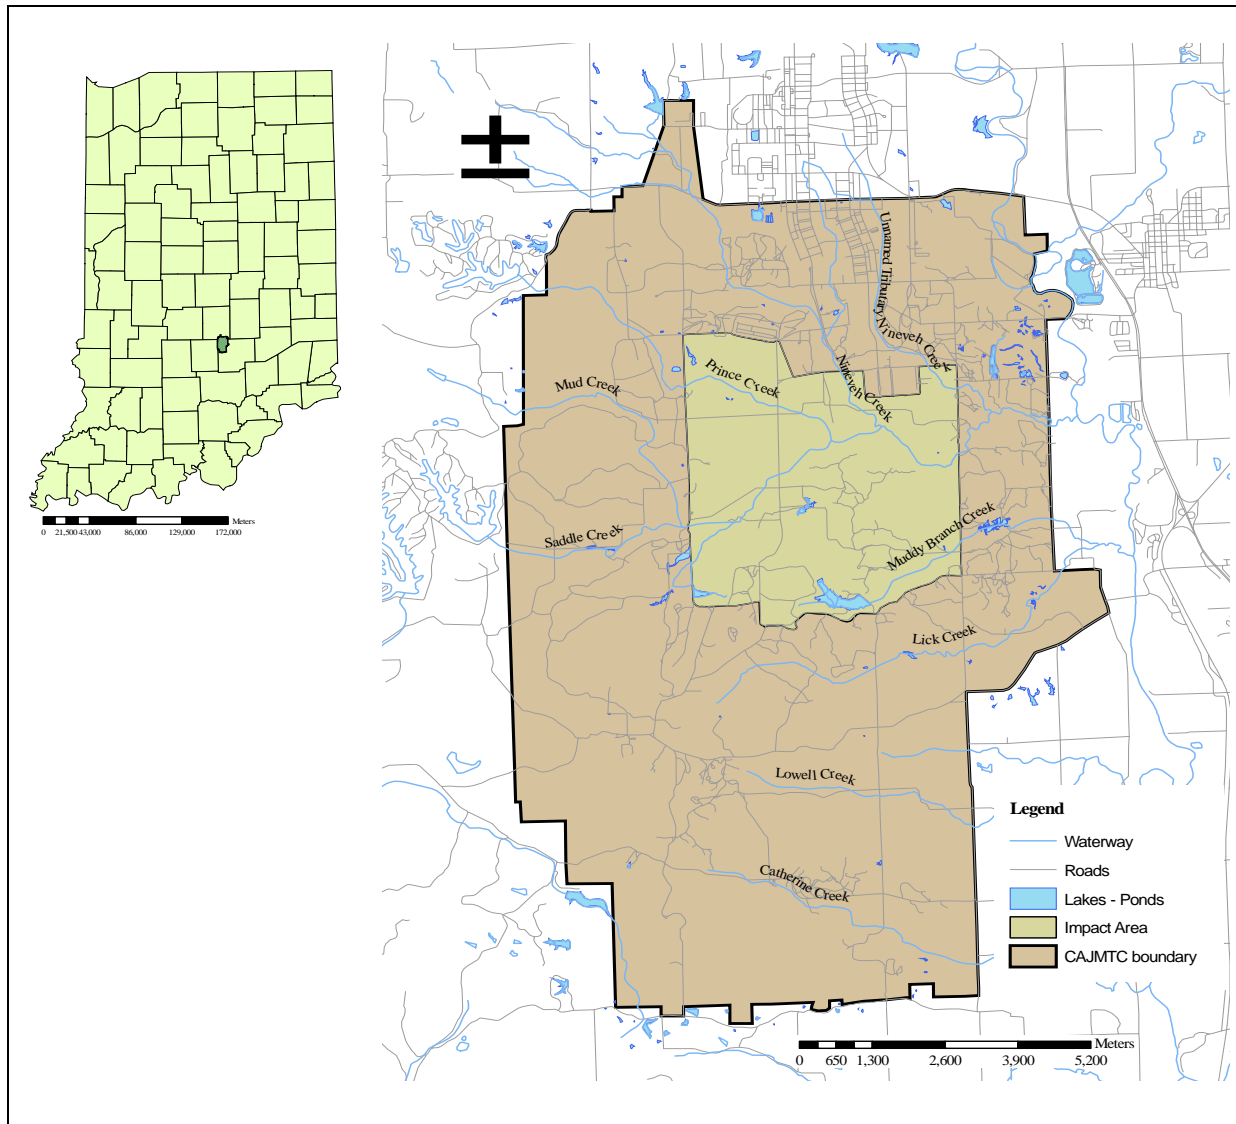 Unnamed Tributary Nineveh Creek
Prince Creek
Nineveh Creek
Mud Creek
Saddle Creek
Muddy Branch Creek
Lick Creek
Lowell Creek
Catherine Creek
Meters
0 21,500 43,000 86,000 129,000 172,000
Legend
Waterway
Roads
Lakes - Ponds
Impact Area
CAJMTC boundary
Meters
0 650 1,300 2,600 3,900 5,200